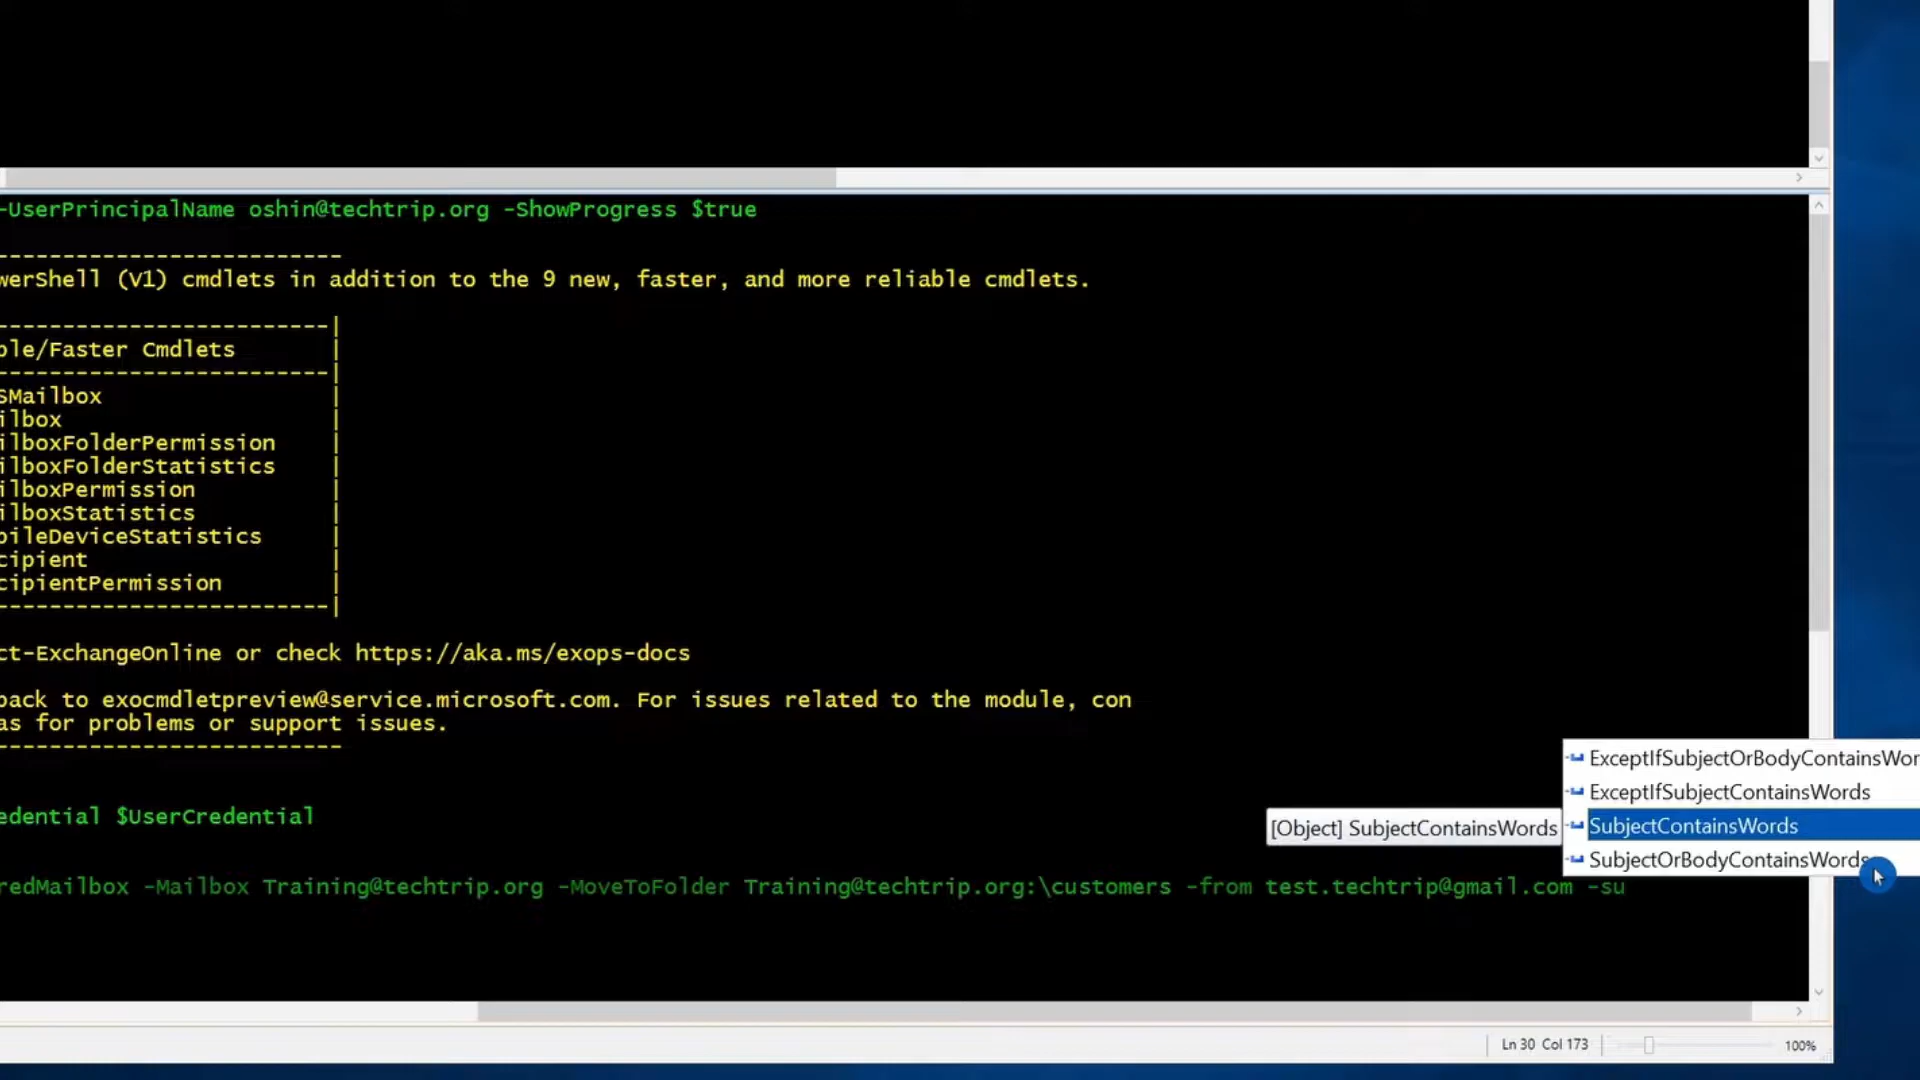 -UserPrincipalName oshin@techtrip.org -ShowProgress $true
------------------------
werShell (V1) cmdlets in addition to the 9 new, faster, and more reliable cmdlets.
------------------------|
ble/Faster Cmdlets |
------------------------|
SMailbox |
ilbox |
ilboxFolderPermission |
ilboxFolderStatistics |
ilboxPermission |
ilboxStatistics |
bileDeviceStatistics |
cipient |
cipientPermission |
------------------------|
ct-ExchangeOnline or check https://aka.ms/exops-docs
back to exocmdletpreview@service.microsoft.com. For issues related to the module, con
as for problems or support issues.
------------------------
ExceptIfSubjectOrBodyContainsWor
ExceptIfSubjectContainsWords
edential $UserCredential
[Object] SubjectContainsWords
SubjectContainsWords
SubjectOrBodyContainsWords
redMailbox -Mailbox Training@techtrip.org -MoveToFolder Training@techtrip.org:\customers -from test.techtrip@gmail.com -su
Ln 30 Col 173
100%